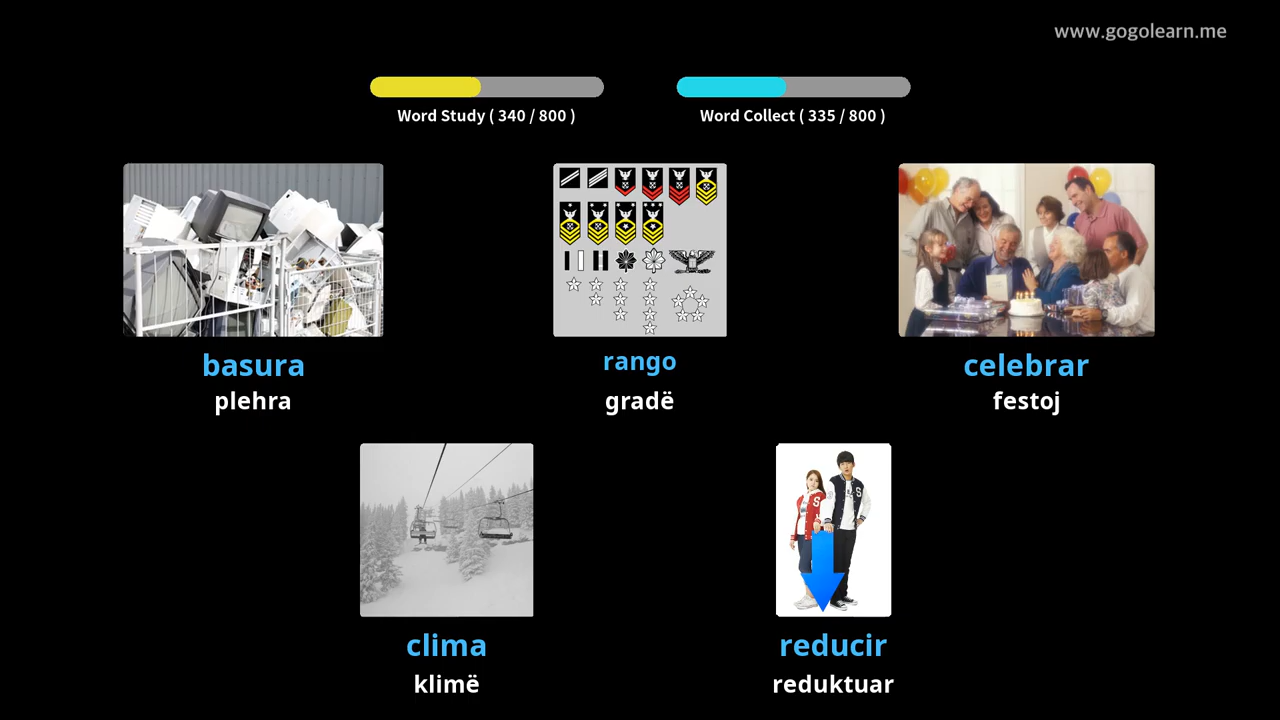 www.gogolearn.me
Word Study ( 340 / 800 )
Word Collect ( 335 / 800 )
basura
plehra
rango
gradë
celebrar
festoj
clima
klimë
reducir
reduktuar